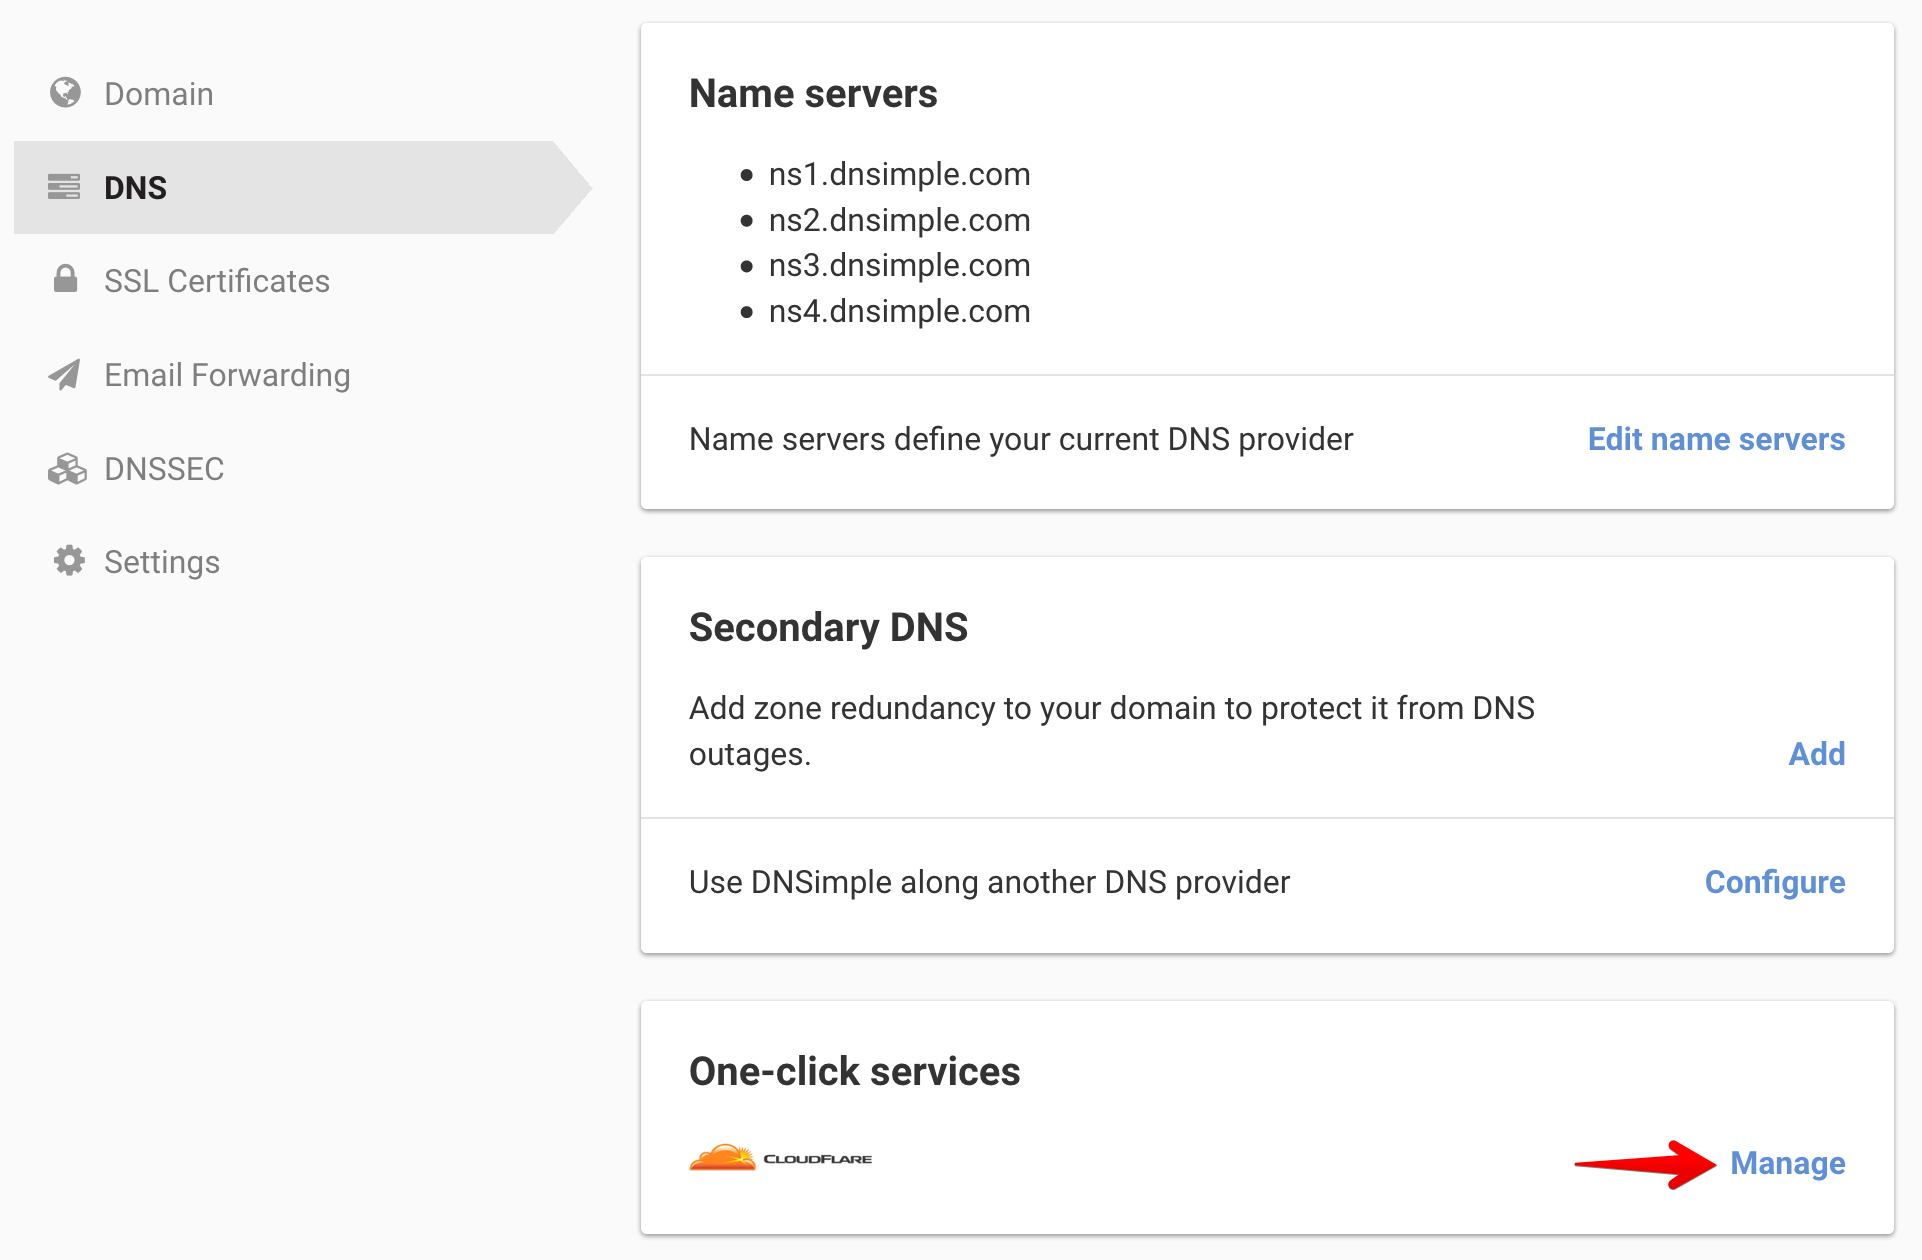 Domain
DNS
SSL Certificates
Email Forwarding
DNSSEC
Settings
Name servers
ns1.dnsimple.com
ns2.dnsimple.com
ns3.dnsimple.com
ns4.dnsimple.com
Name servers define your current DNS provider
Edit name servers
Secondary DNS
Add zone redundancy to your domain to protect it from DNS
outages.
Add
Use DNSimple along another DNS provider
Configure
One-click services
CLOUDFLARE
Manage